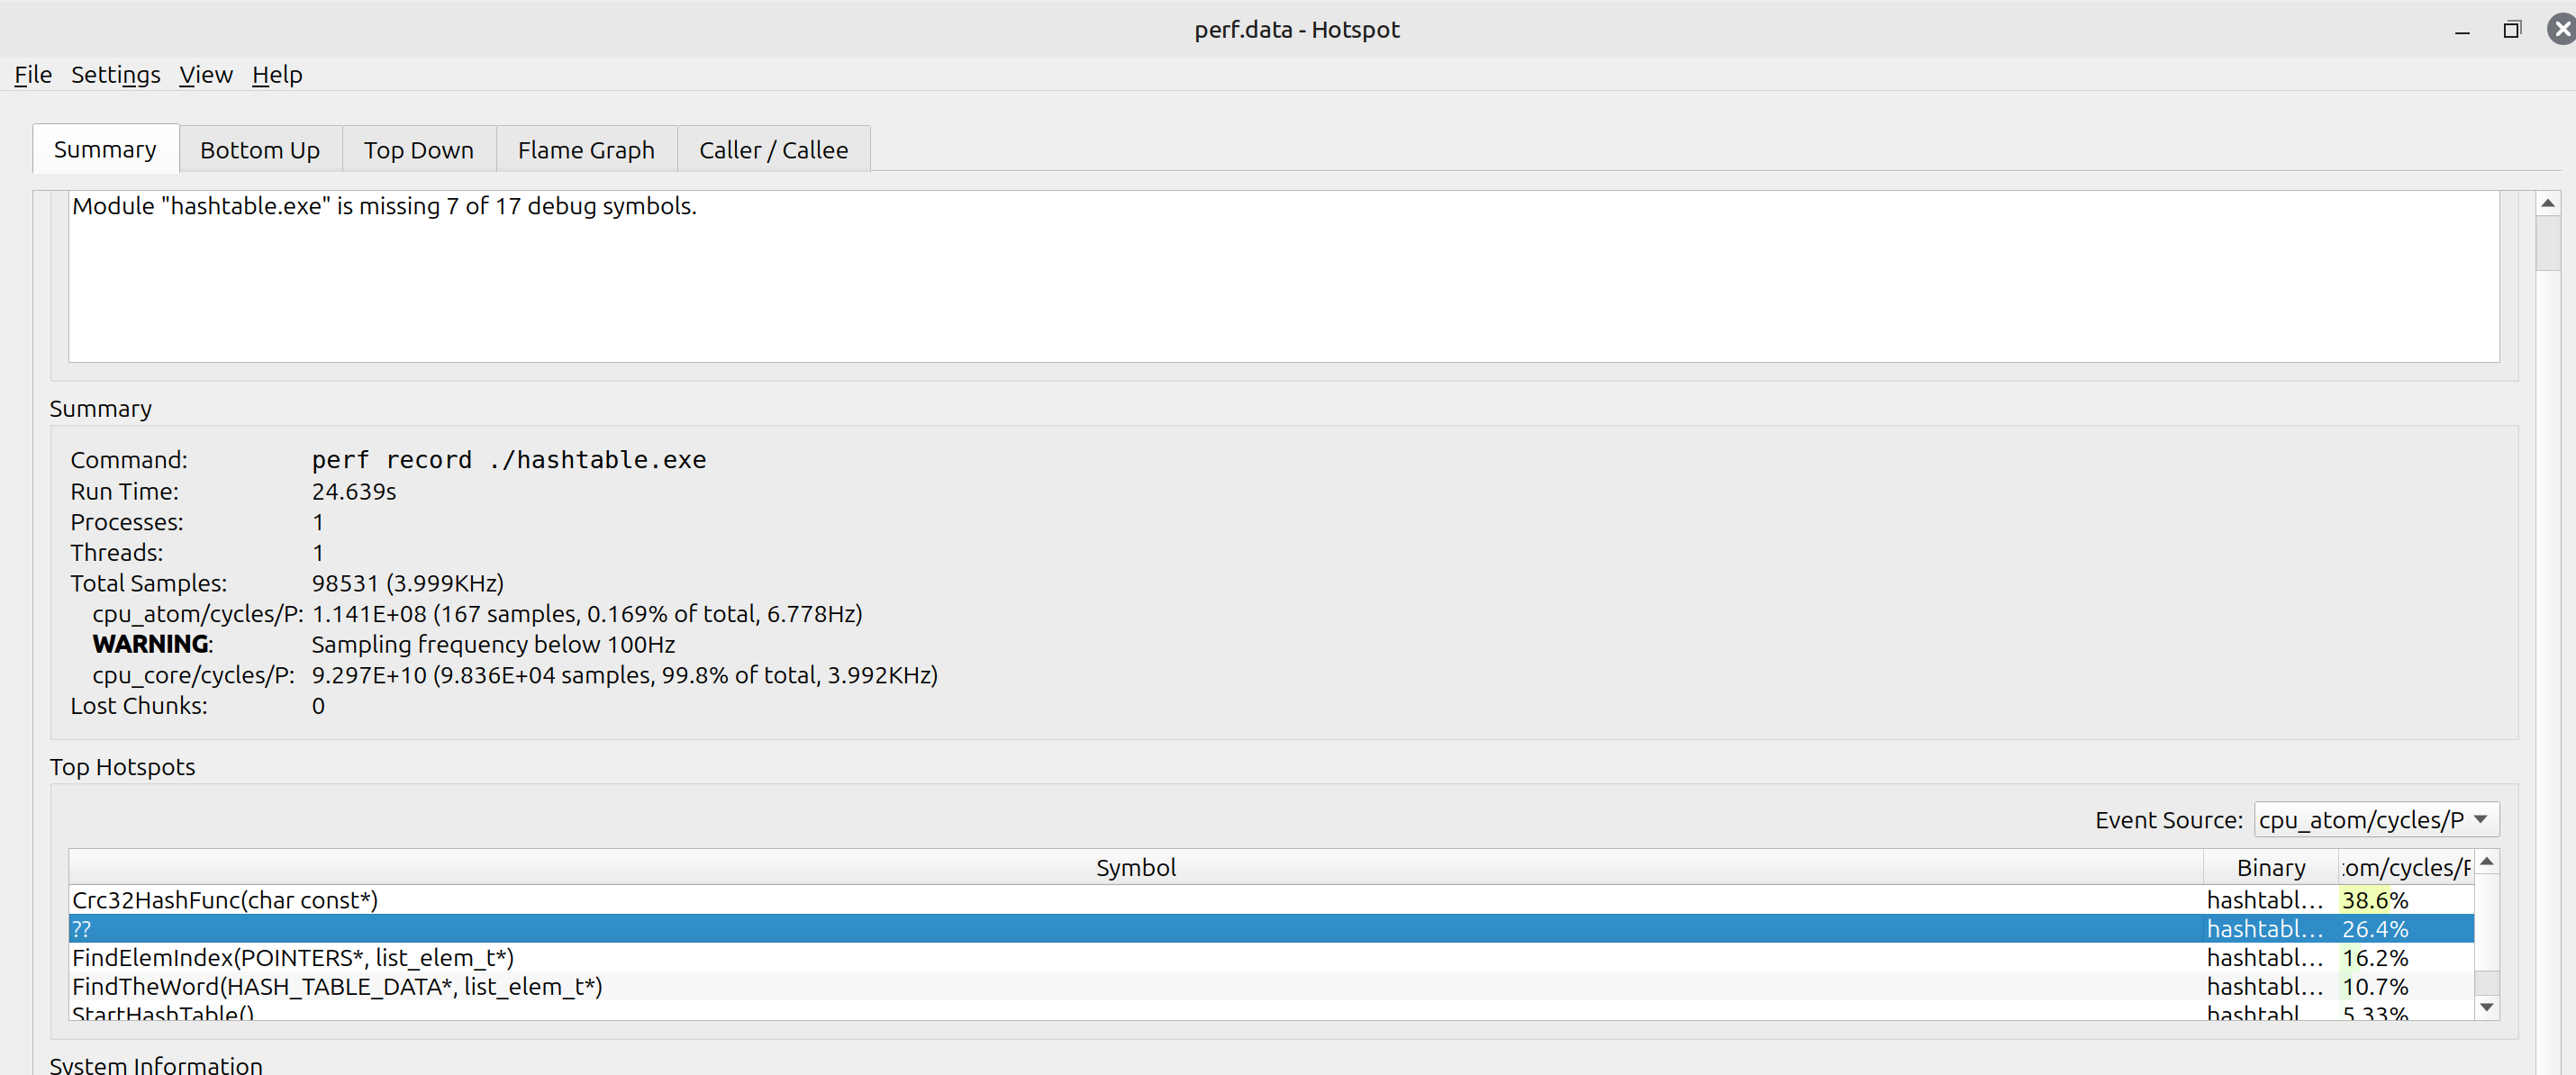 perf.data - Hotspot
File Settings View Help
Summary Bottom Up Top Down Flame Graph Caller / Callee
Module "hashtable.exe" is missing 7 of 17 debug symbols.
Summary
Command: perf record ./hashtable.exe
Run Time: 24.639s
Processes: 1
Threads: 1
Total Samples: 98531 (3.999KHz)
cpu_atom/cycles/P: 1.141E+08 (167 samples, 0.169% of total, 6.778Hz)
WARNING: Sampling frequency below 100Hz
cpu_core/cycles/P: 9.297E+10 (9.836E+04 samples, 99.8% of total, 3.992KHz)
Lost Chunks: 0
Top Hotspots
Event Source: cpu_atom/cycles/P
Symbol Binary :om/cycles/P
Crc32HashFunc(char const*) hashtabl... 38.6%
?? hashtabl... 26.4%
FindElemIndex(POINTERS*, list_elem_t*) hashtabl... 16.2%
FindTheWord(HASH_TABLE_DATA*, list_elem_t*) hashtabl... 10.7%
StartHashTable() hashtabl... 5.33%
System Information